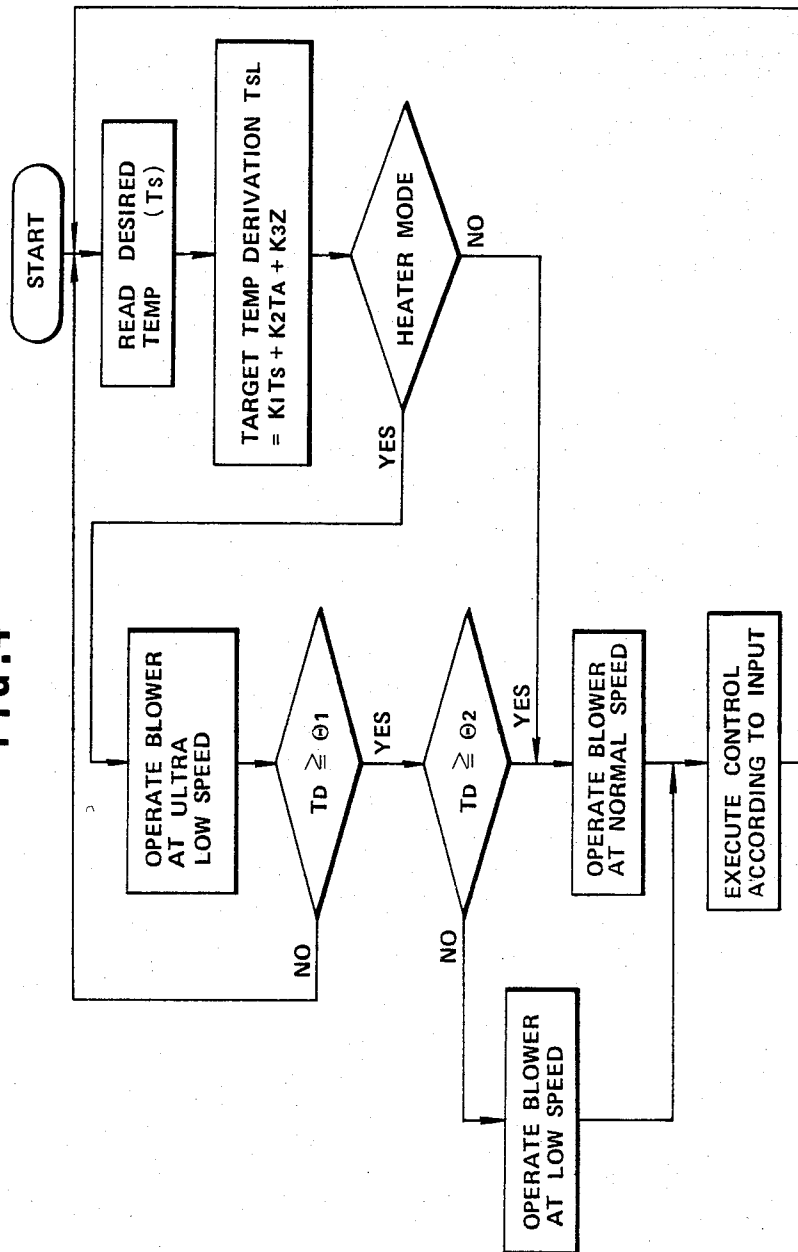 START
READ DESIRED
TEMP (Ts)
TARGET TEMP DERIVATION TSL
= K1Ts + K2TA + K3Z
HEATER MODE
YES
NO
OPERATE BLOWER
AT ULTRA
LOW SPEED
TD ≧ Θ1
NO
YES
TD ≧ Θ2
NO
YES
OPERATE BLOWER
AT LOW SPEED
OPERATE BLOWER
AT NORMAL SPEED
EXECUTE CONTROL
ACCORDING TO INPUT